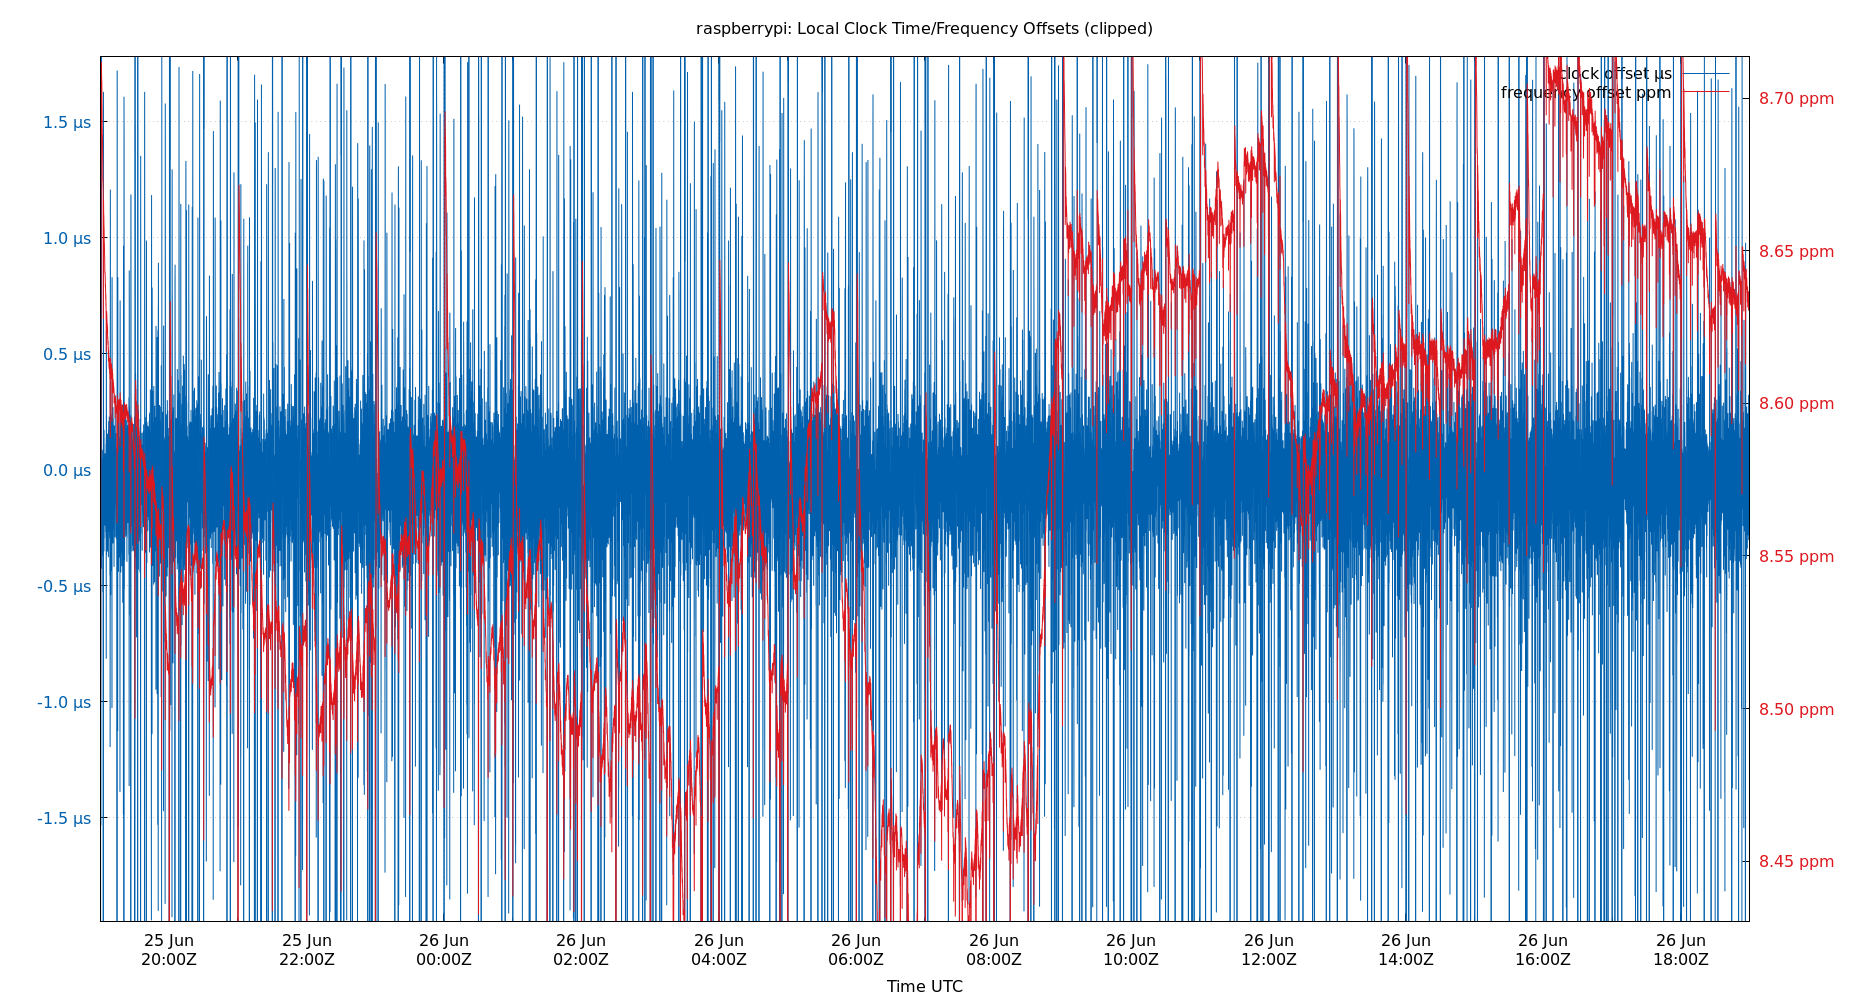 raspberrypi: Local Clock Time/Frequency Offsets (clipped)
clock offset µs
frequency offset ppm
1.5 µs
1.0 µs
0.5 µs
0.0 µs
-0.5 µs
-1.0 µs
-1.5 µs
8.70 ppm
8.65 ppm
8.60 ppm
8.55 ppm
8.50 ppm
8.45 ppm
25 Jun 25 Jun 26 Jun 26 Jun 26 Jun 26 Jun 26 Jun 26 Jun 26 Jun 26 Jun 26 Jun 26 Jun
20:00Z 22:00Z 00:00Z 02:00Z 04:00Z 06:00Z 08:00Z 10:00Z 12:00Z 14:00Z 16:00Z 18:00Z
Time UTC